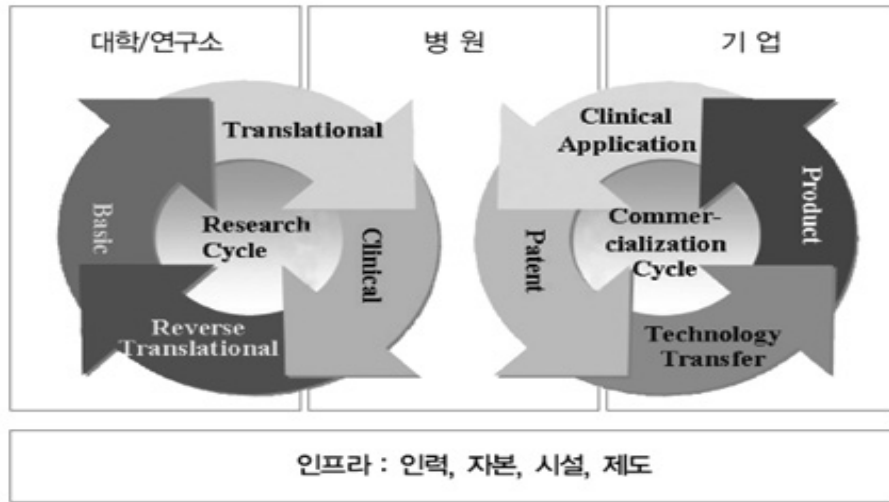 대학/연구소
병 원
기 업
Translational
Basic
Research
Cycle
Clinical
Reverse
Translational
Clinical
Application
Product
Commer-
cialization
Cycle
Patent
Technology
Transfer
인프라 : 인력, 자본, 시설, 제도